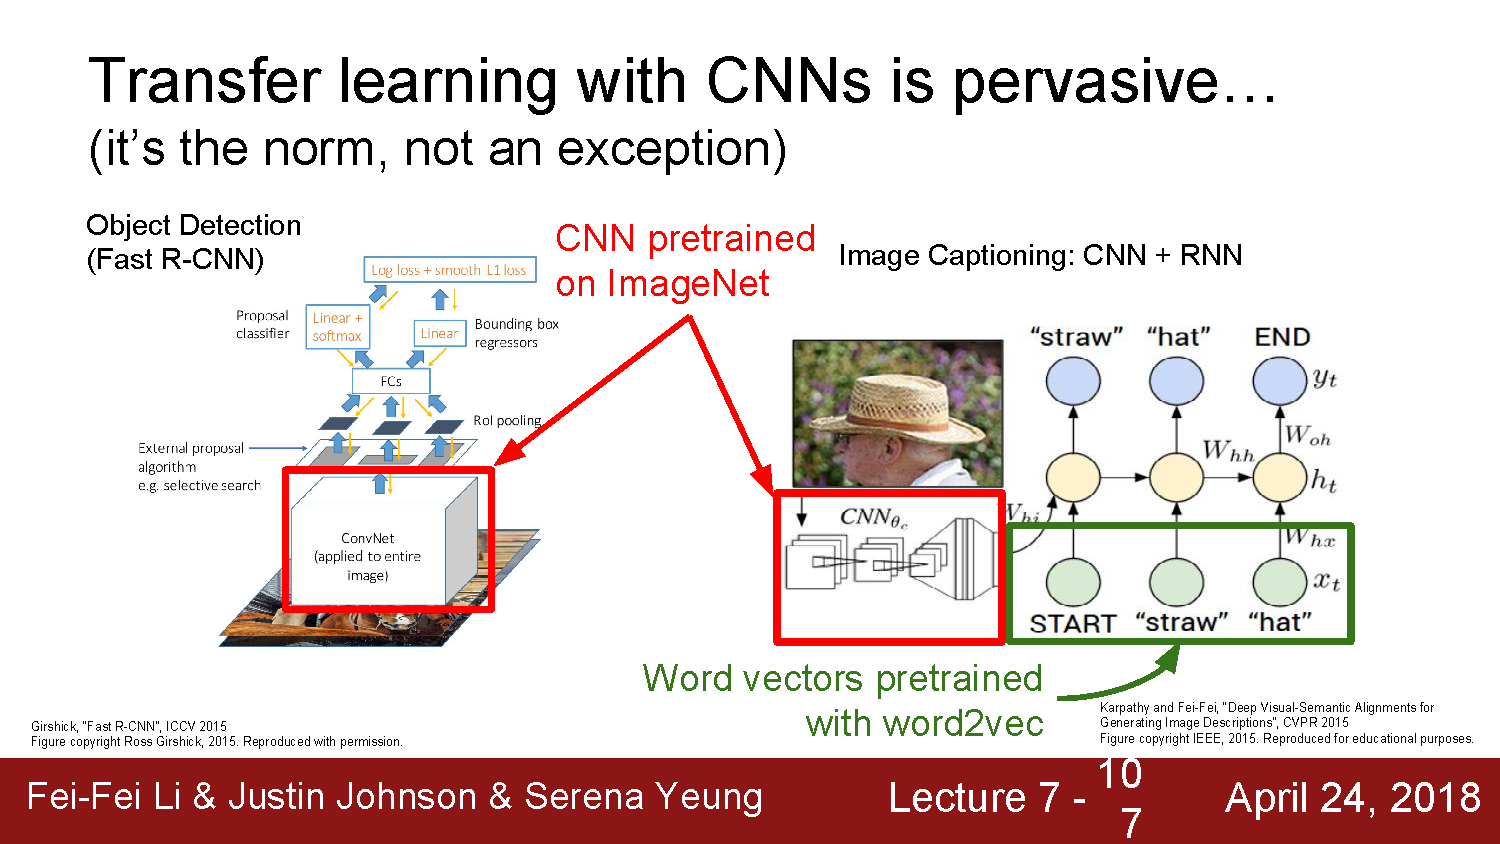 Transfer learning with CNNs is pervasive…
(it’s the norm, not an exception)
Object Detection
(Fast R-CNN)
CNN pretrained
on ImageNet
Image Captioning: CNN + RNN
Log loss + smooth L1 loss
Proposal
classifier
Linear +
softmax
Linear
Bounding box
regressors
FCs
RoI pooling
External proposal
algorithm
e.g. selective search
ConvNet
(applied to entire
image)
“straw” “hat” END
y_t
W_oh
W_hh
h_t
CNN_θc
W_hi
W_hx
x_t
START “straw” “hat”
Word vectors pretrained
with word2vec
Girshick, “Fast R-CNN”, ICCV 2015
Figure copyright Ross Girshick, 2015. Reproduced with permission.
Karpathy and Fei-Fei, “Deep Visual-Semantic Alignments for
Generating Image Descriptions”, CVPR 2015
Figure copyright IEEE, 2015. Reproduced for educational purposes.
Fei-Fei Li & Justin Johnson & Serena Yeung
Lecture 7 -
10
7
April 24, 2018